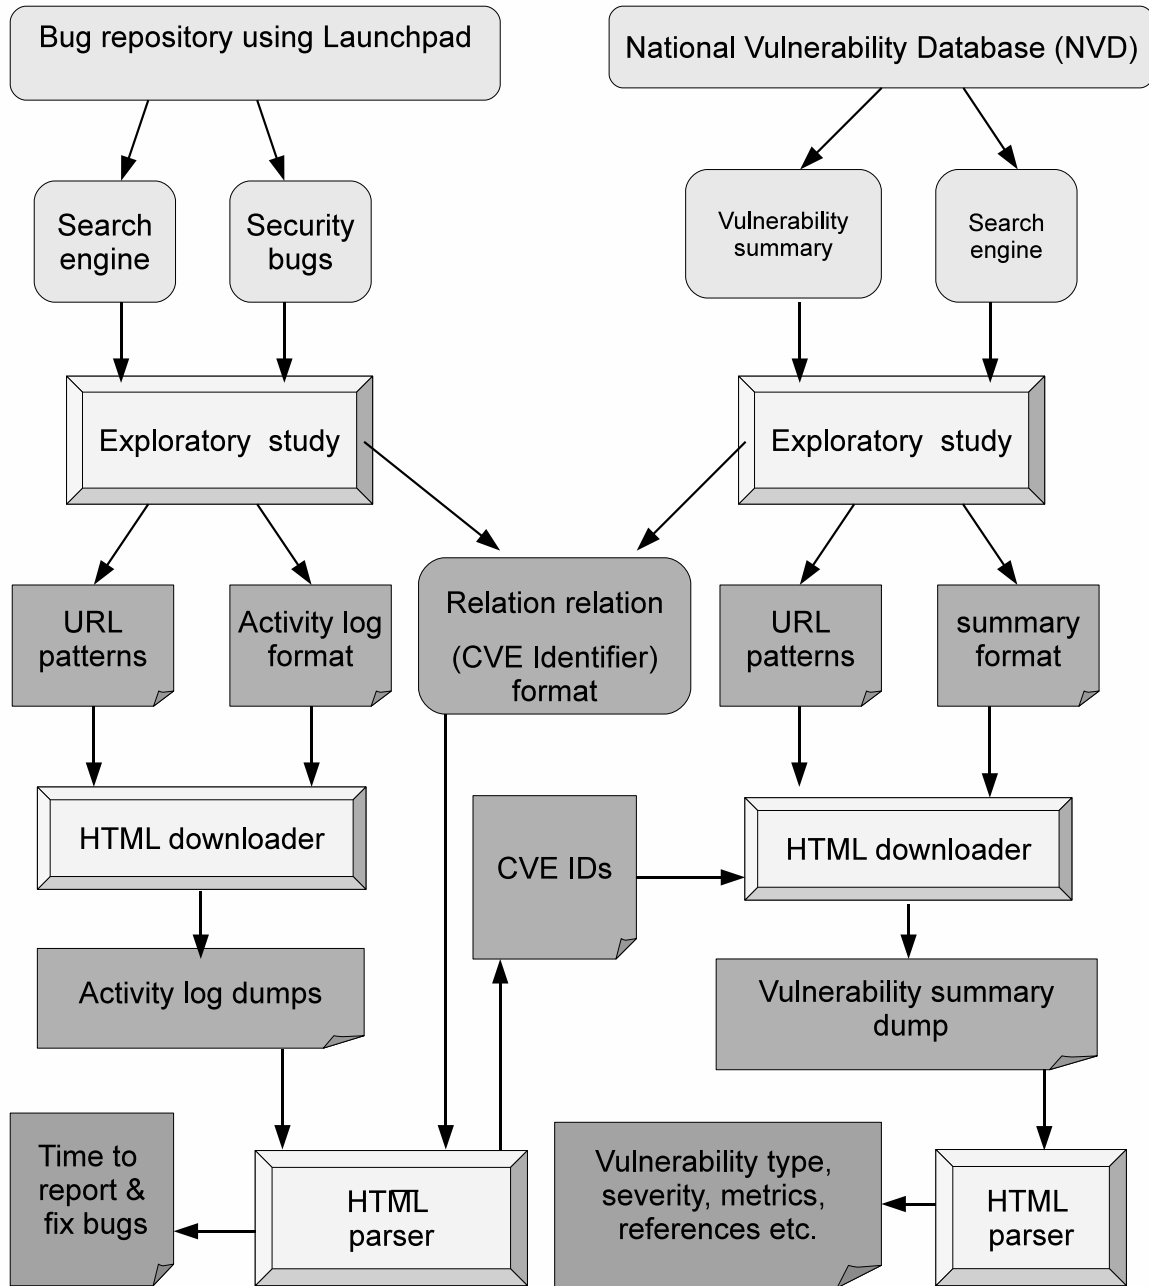 Bug repository using Launchpad
National Vulnerability Database (NVD)
Search
engine
Security
bugs
Vulnerability
summary
Search
engine
Exploratory study
Exploratory study
URL
patterns
Activity log
format
Relation relation
(CVE Identifier)
format
URL
patterns
summary
format
HTML downloader
CVE IDs
HTML downloader
Activity log dumps
Vulnerability summary
dump
Time to
report &
fix bugs
HTML
parser
Vulnerability type,
severity, metrics,
references etc.
HTML
parser